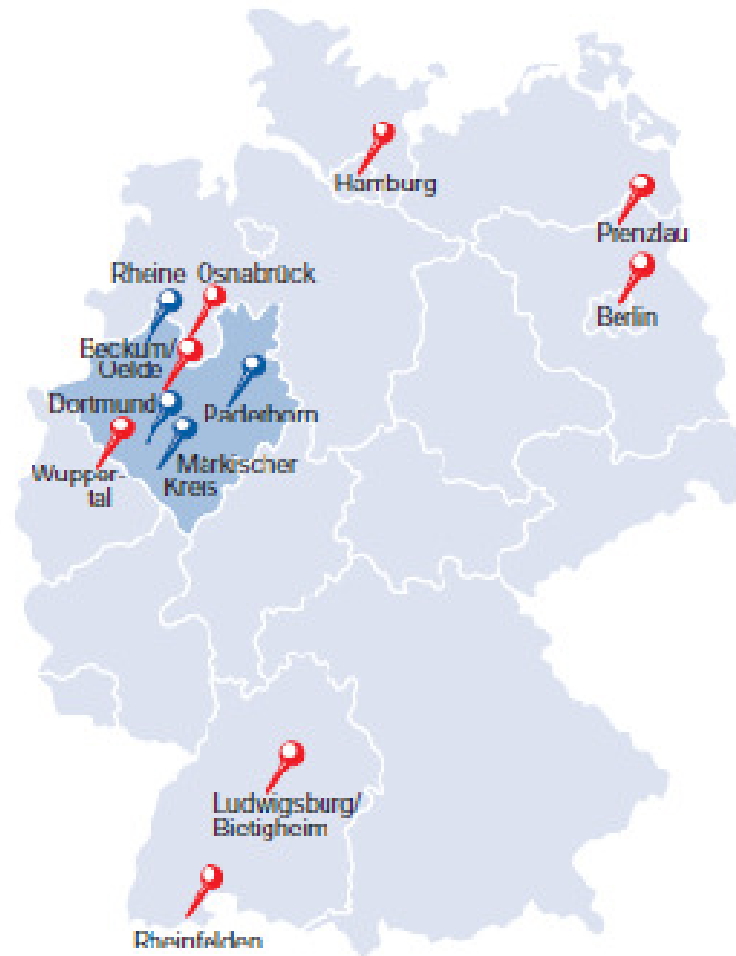 Hamburg
Prenzlau
Berlin
Rheine Osnabrück
Beckum/
Oelde
Dortmund
Paderborn
Märkischer
Kreis
Wupper-
tal
Ludwigsburg/
Bietigheim
Rheinfelden